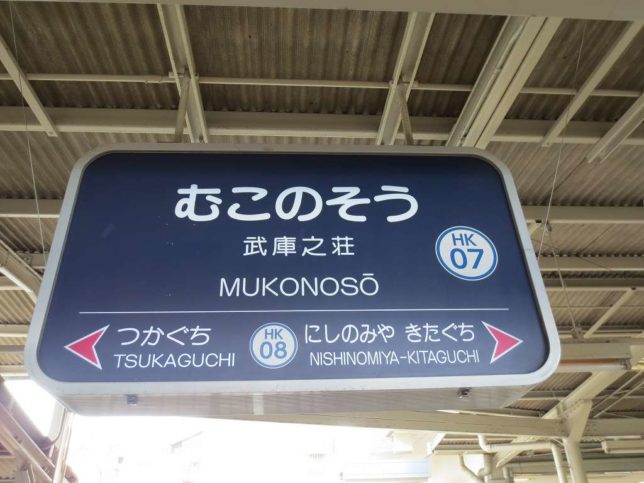 むこのそう
武庫之荘
MUKONOSŌ
HK
07
つかぐち
TSUKAGUCHI
HK
08
にしのみや きたぐち
NISHINOMIYA-KITAGUCHI